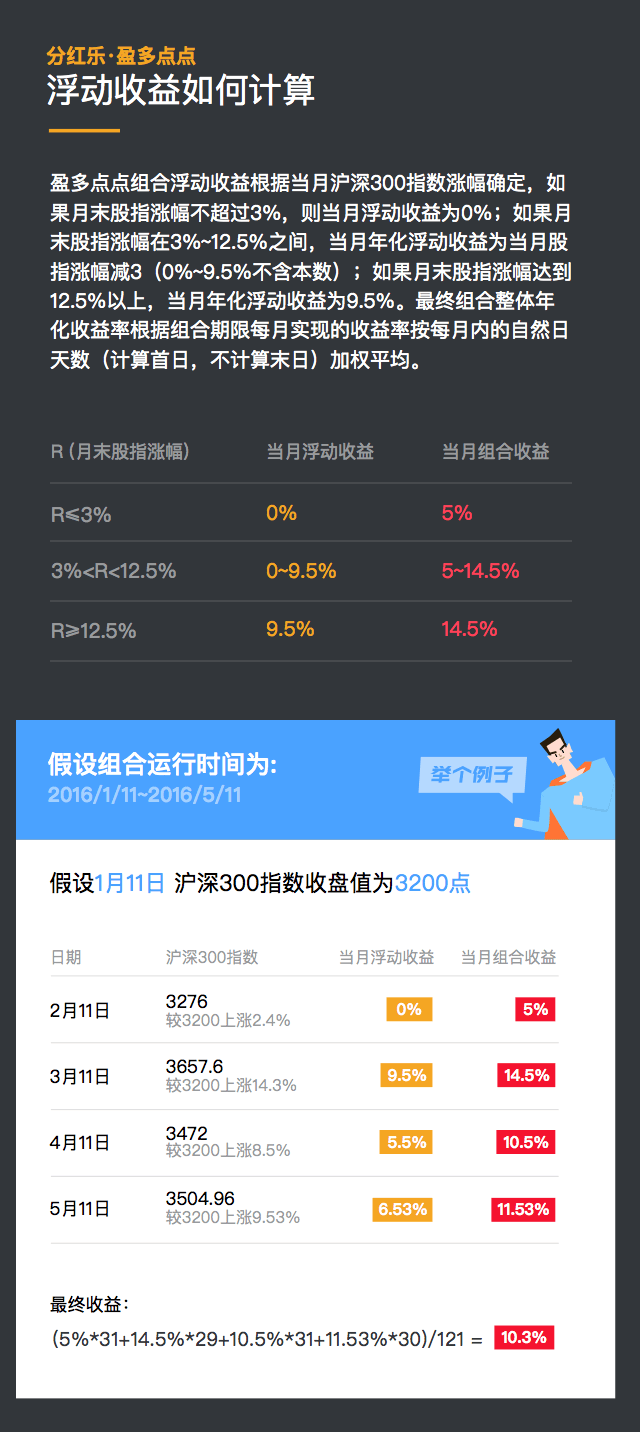 分红乐·盈多点点
浮动收益如何计算
盈多点点组合浮动收益根据当月沪深300指数涨幅确定，如
果月末股指涨幅不超过3%，则当月浮动收益为0%；如果月
末股指涨幅在3%~12.5%之间，当月年化浮动收益为当月股
指涨幅减3（0%~9.5%不含本数）；如果月末股指涨幅达到
12.5%以上，当月年化浮动收益为9.5%。最终组合整体年
化收益率根据组合期限每月实现的收益率按每月内的自然日
天数（计算首日，不计算末日）加权平均。
R（月末股指涨幅） 当月浮动收益 当月组合收益
R⩽3% 0% 5%
3%<R<12.5% 0~9.5% 5~14.5%
R⩾12.5% 9.5% 14.5%
假设组合运行时间为:
2016/1/11~2016/5/11
举个例子
假设1月11日 沪深300指数收盘值为3200点
日期 沪深300指数 当月浮动收益 当月组合收益
2月11日 3276 0% 5%
较3200上涨2.4%
3月11日 3657.6 9.5% 14.5%
较3200上涨14.3%
4月11日 3472 5.5% 10.5%
较3200上涨8.5%
5月11日 3504.96 6.53% 11.53%
较3200上涨9.53%
最终收益：
(5%*31+14.5%*29+10.5%*31+11.53%*30)/121 = 10.3%